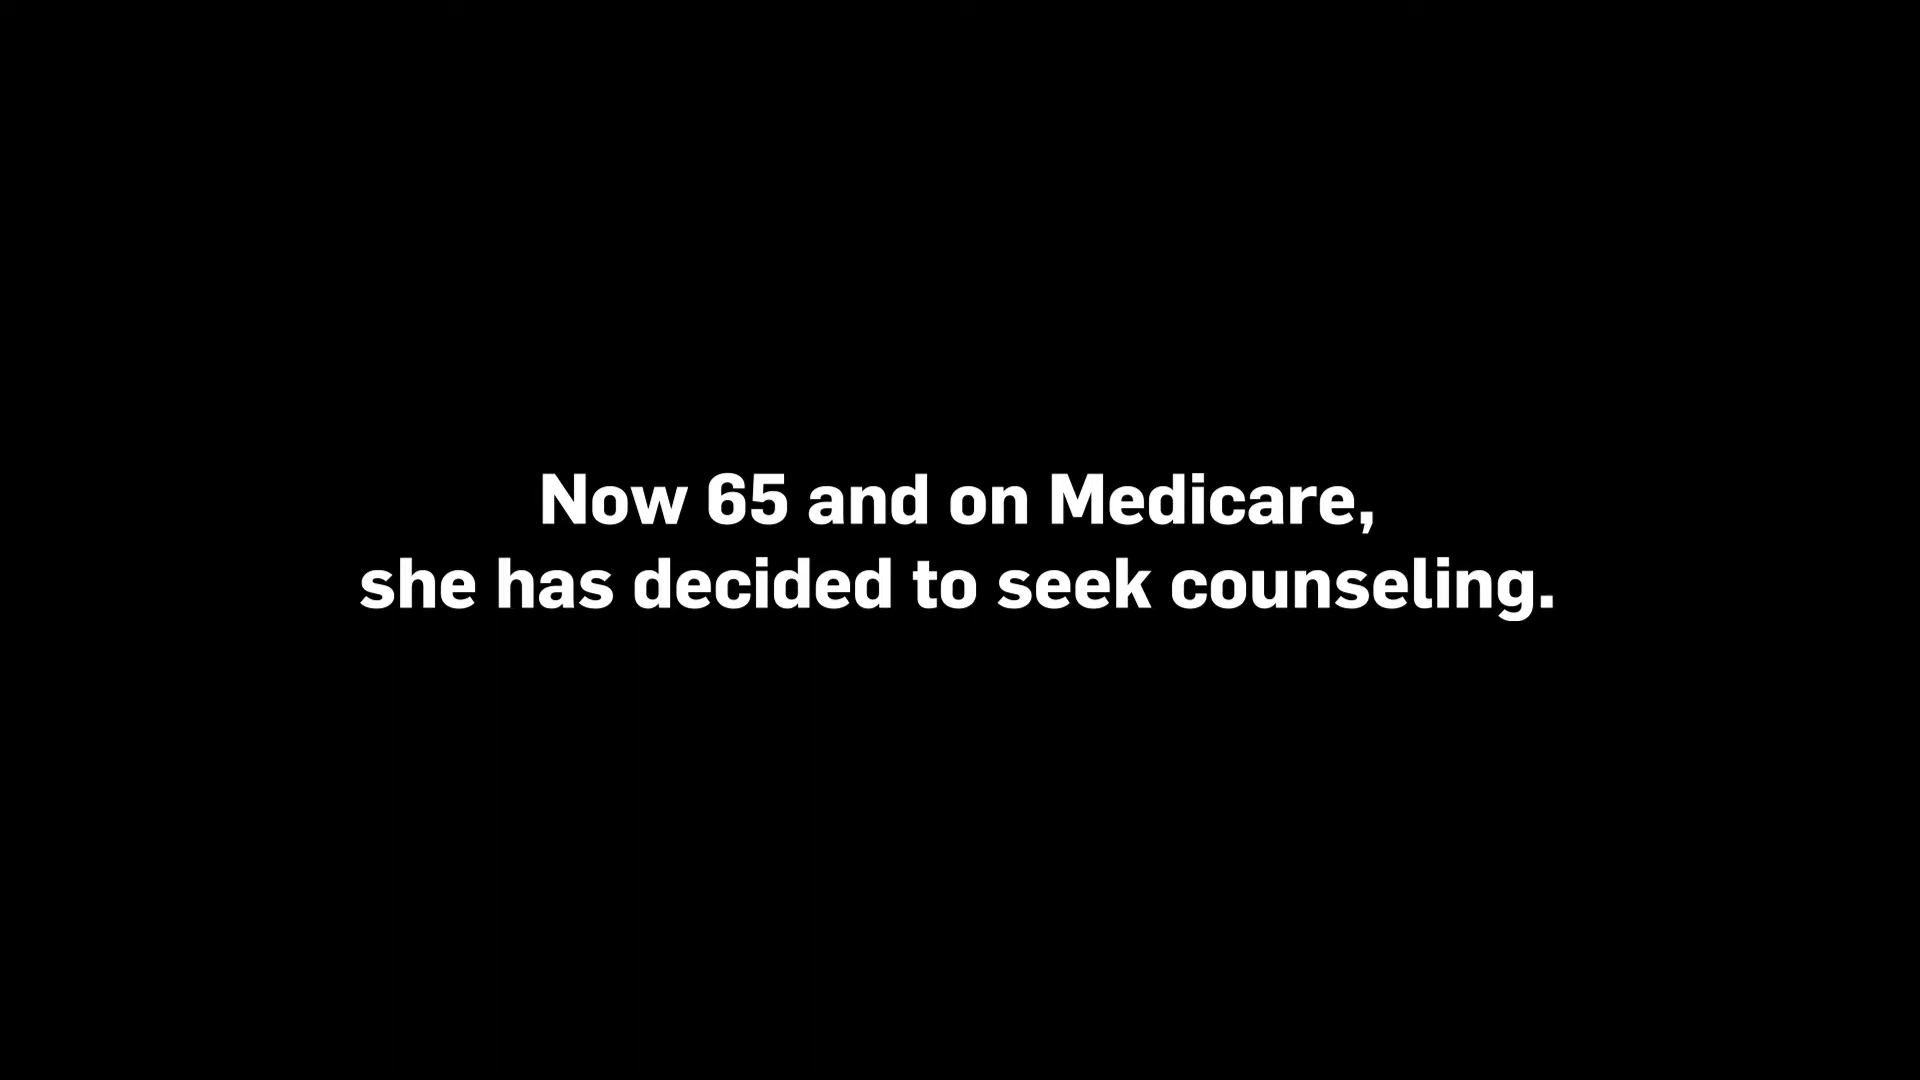 Now 65 and on Medicare,
she has decided to seek counseling.